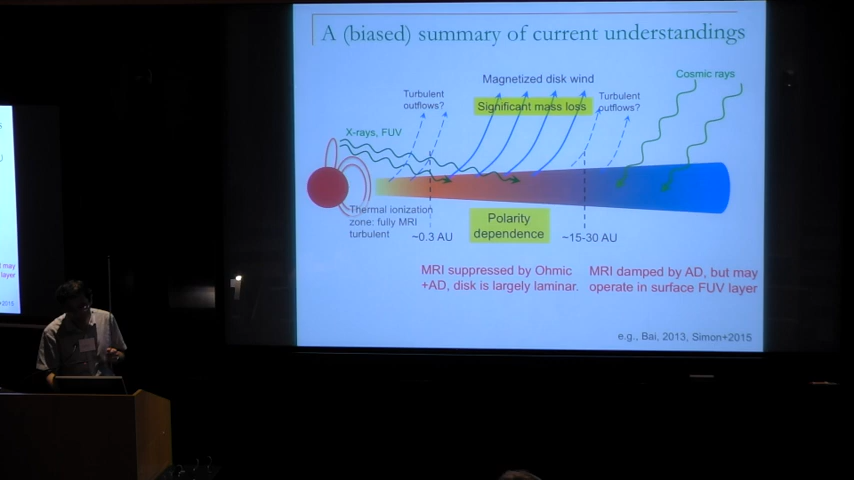 A (biased) summary of current understandings
Magnetized disk wind
Cosmic rays
Turbulent
outflows?
Significant mass loss
Turbulent
outflows?
X-rays, FUV
Thermal ionization
zone: fully MRI
turbulent
~0.3 AU
Polarity
dependence
~15-30 AU
MRI suppressed by Ohmic
+AD, disk is largely laminar.
MRI damped by AD, but may
operate in surface FUV layer
e.g., Bai, 2013, Simon+2015
may
layer